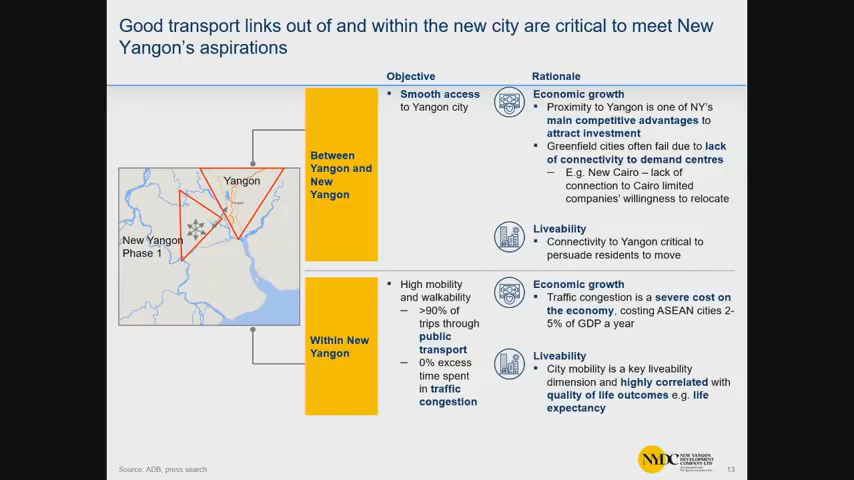 Good transport links out of and within the new city are critical to meet New
Yangon’s aspirations
Objective
Rationale
Between
Yangon and
New
Yangon
▪ Smooth access
to Yangon city
Economic growth
▪ Proximity to Yangon is one of NY’s
main competitive advantages to
attract investment
▪ Greenfield cities often fail due to lack
of connectivity to demand centres
– E.g. New Cairo – lack of
connection to Cairo limited
companies’ willingness to relocate
Liveability
▪ Connectivity to Yangon critical to
persuade residents to move
Yangon
New Yangon
Phase 1
Within New
Yangon
▪ High mobility
and walkability
– >90% of
trips through
public
transport
– 0% excess
time spent
in traffic
congestion
Economic growth
▪ Traffic congestion is a severe cost on
the economy, costing ASEAN cities 2-
5% of GDP a year
Liveability
▪ City mobility is a key liveability
dimension and highly correlated with
quality of life outcomes e.g. life
expectancy
Source: ADB, press search
NYDC
NEW YANGON
DEVELOPMENT
COMPANY LTD
13